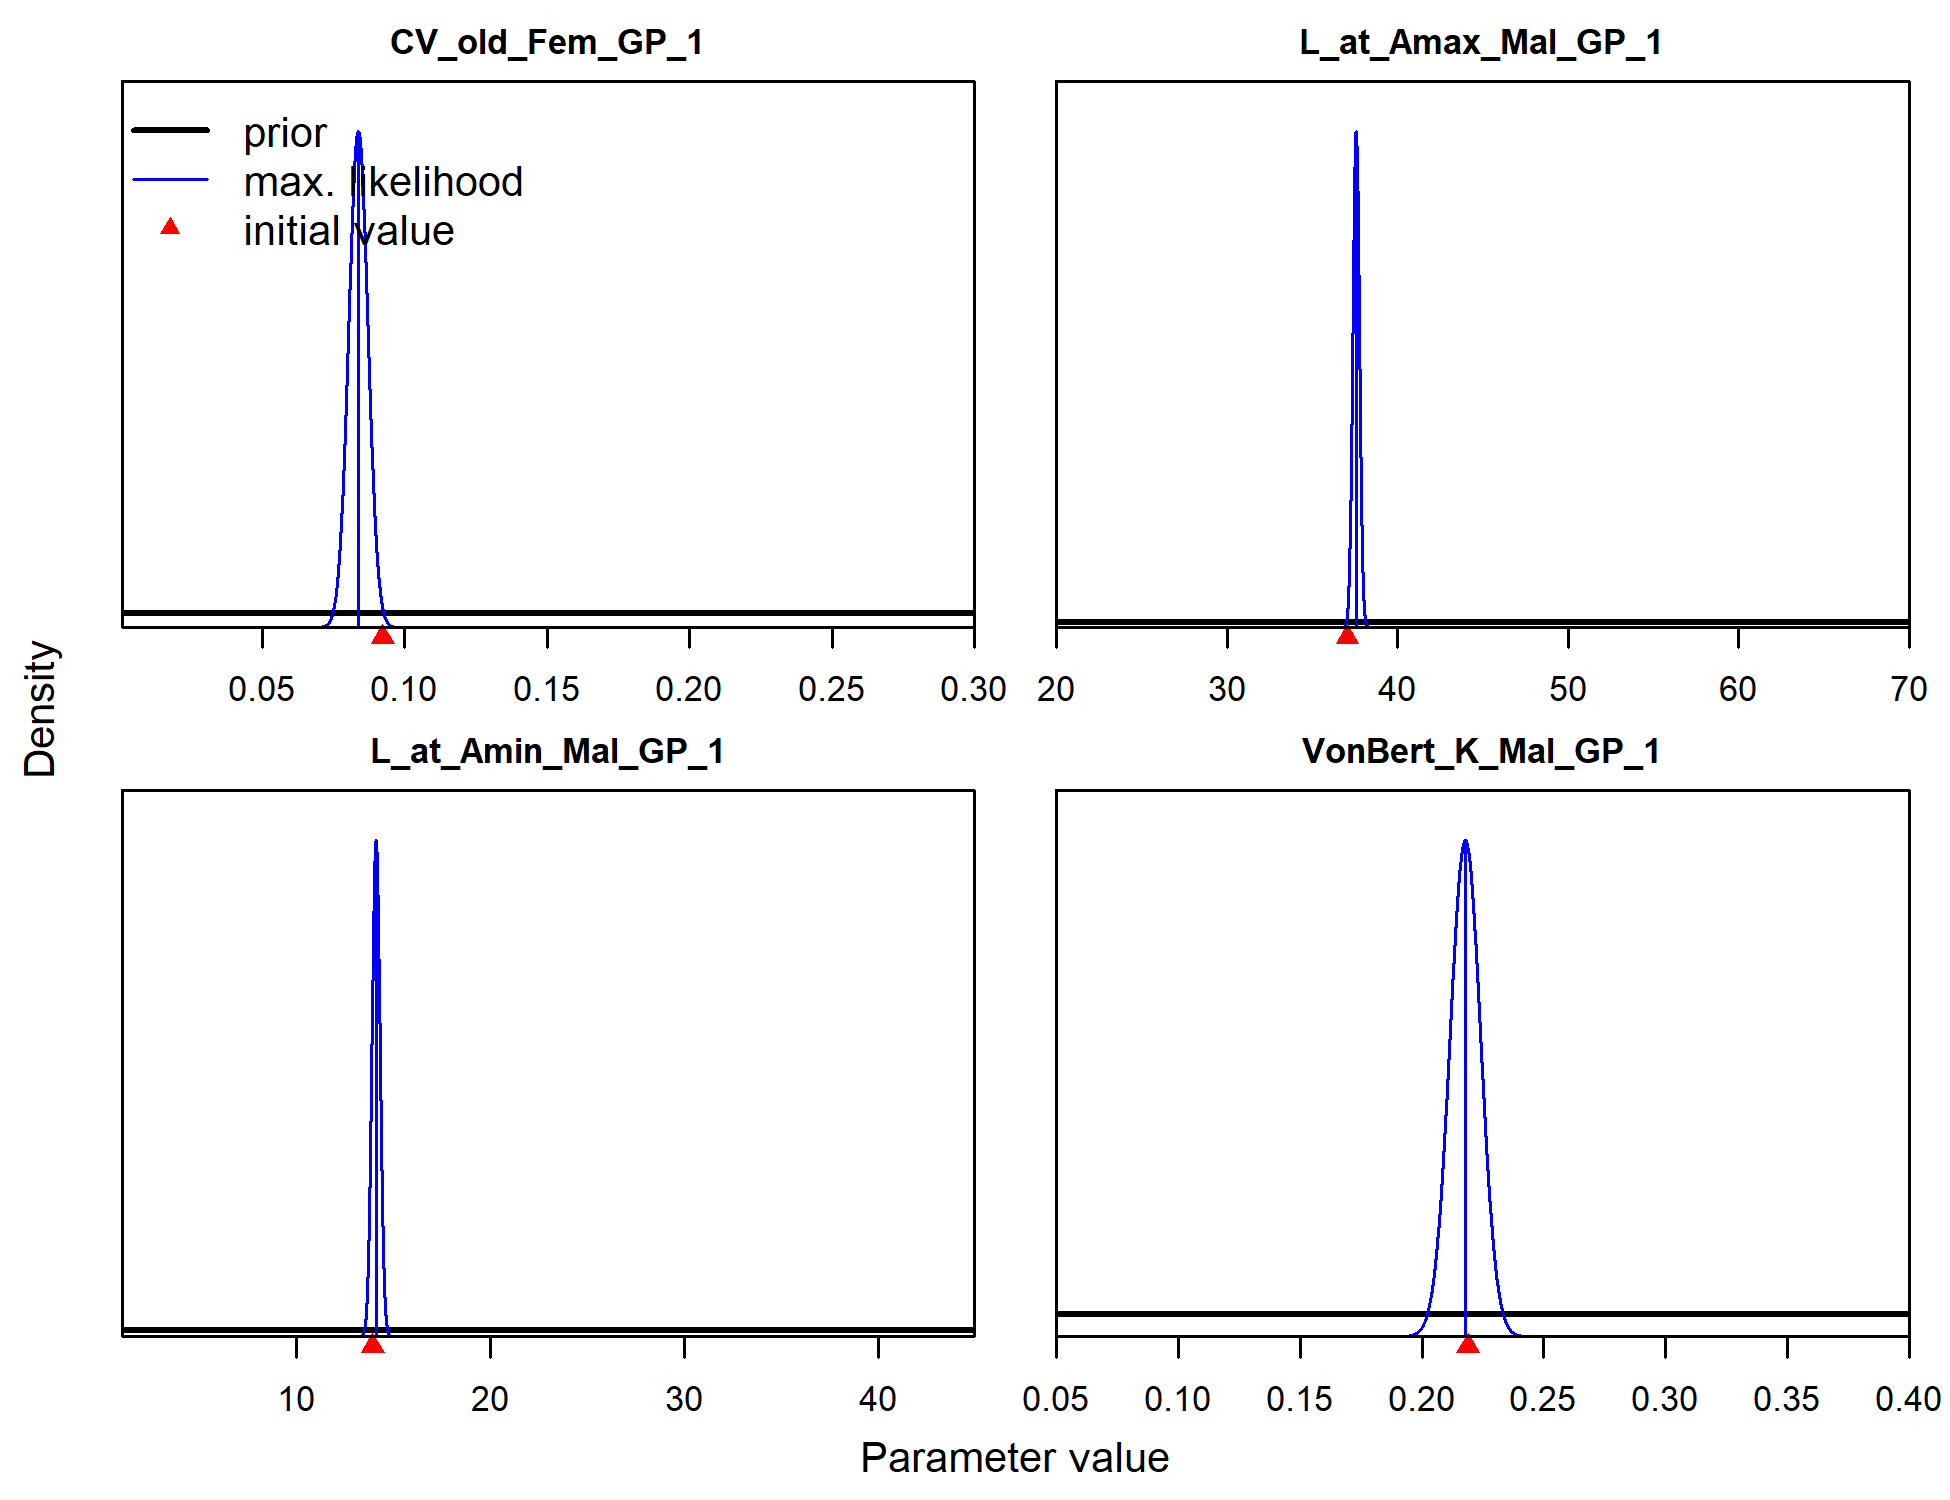 CV_old_Fem_GP_1
prior
max. likelihood
initial value
0.05 0.10 0.15 0.20 0.25 0.30
L_at_Amax_Mal_GP_1
20 30 40 50 60 70
Density
L_at_Amin_Mal_GP_1
10 20 30 40
VonBert_K_Mal_GP_1
0.05 0.10 0.15 0.20 0.25 0.30 0.35 0.40
Parameter value